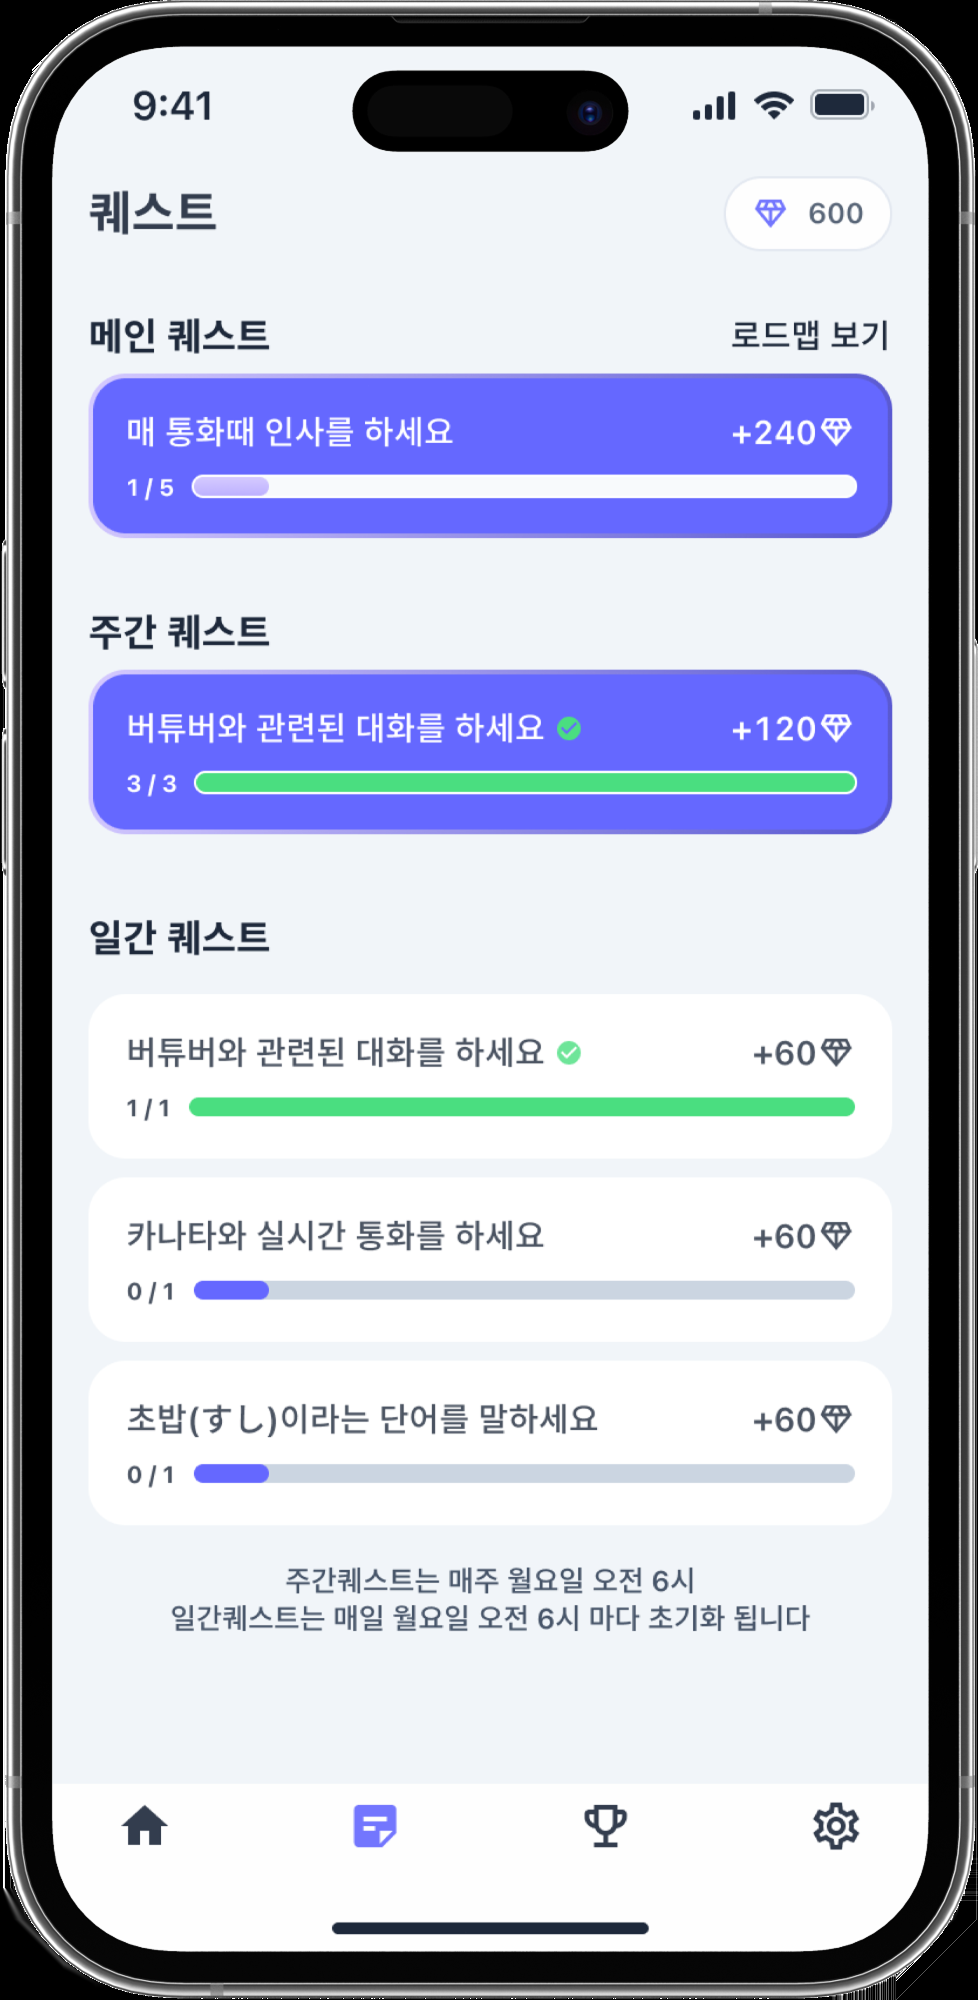 9:41
퀘스트
600
메인 퀘스트
로드맵 보기
매 통화때 인사를 하세요
+240
1 / 5
주간 퀘스트
버튜버와 관련된 대화를 하세요
+120
3 / 3
일간 퀘스트
버튜버와 관련된 대화를 하세요
+60
1 / 1
카나타와 실시간 통화를 하세요
+60
0 / 1
초밥(すし)이라는 단어를 말하세요
+60
0 / 1
주간퀘스트는 매주 월요일 오전 6시
일간퀘스트는 매일 월요일 오전 6시 마다 초기화 됩니다